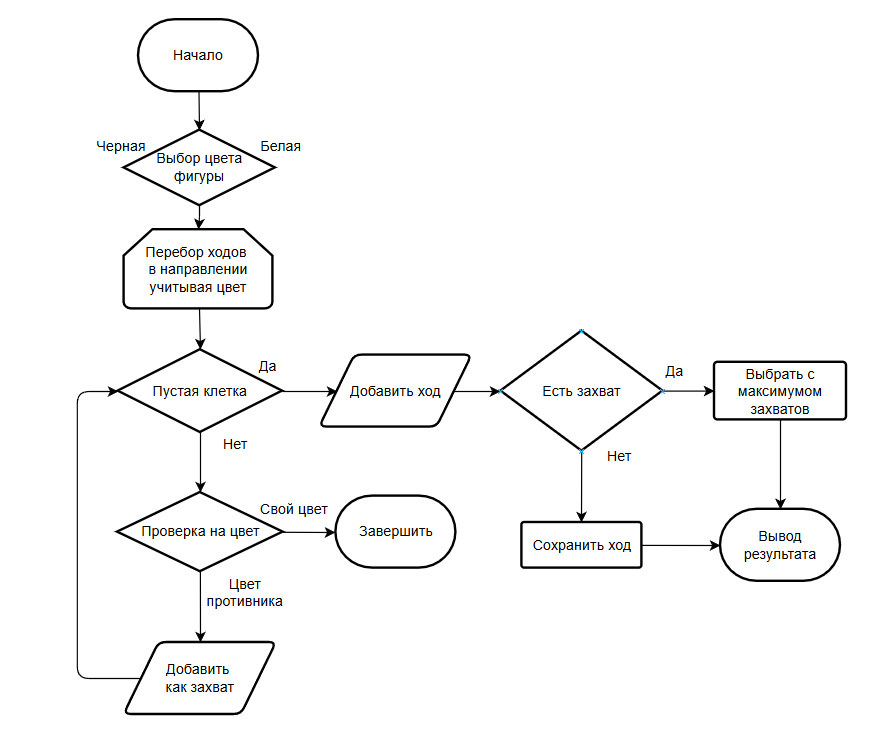 Начало
Черная
Белая
Выбор цвета
фигуры
Перебор ходов
в направлении
учитывая цвет
Пустая клетка
Да
Добавить ход
Есть захват
Да
Выбрать с
максимумом
захватов
Нет
Нет
Проверка на цвет
Свой цвет
Завершить
Сохранить ход
Вывод
результата
Цвет
противника
Добавить
как захват